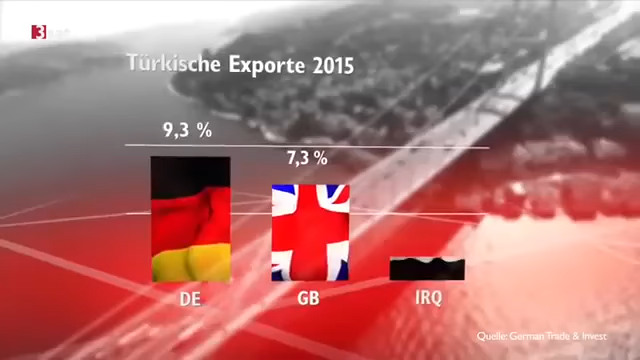 Türkische Exporte 2015
9,3 %
7,3 %
DE
GB
IRQ
Quelle: German Trade & Invest